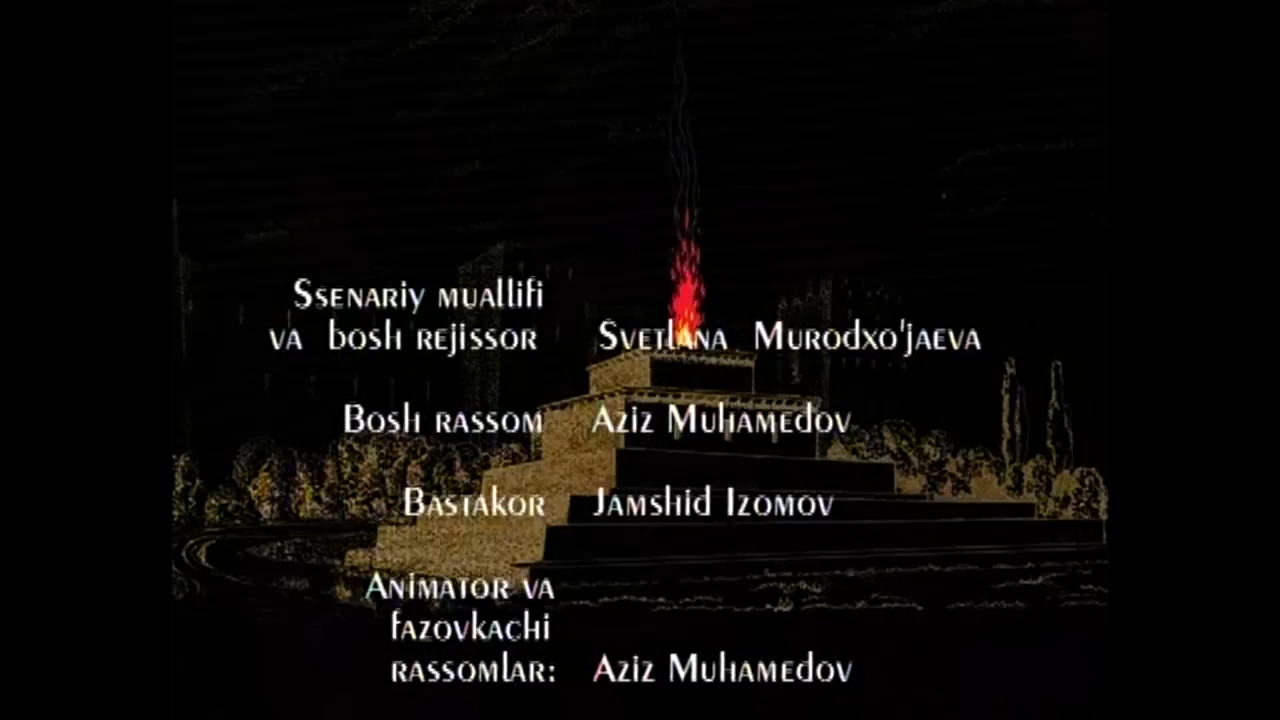 Ssenariy muallifi
va bosh rejissor Svetlana Murodxo'jaeva
Bosh rassom Aziz Muhamedov
Bastakor Jamshid Izomov
Animator va
fazovkachi
rassomlar: Aziz Muhamedov